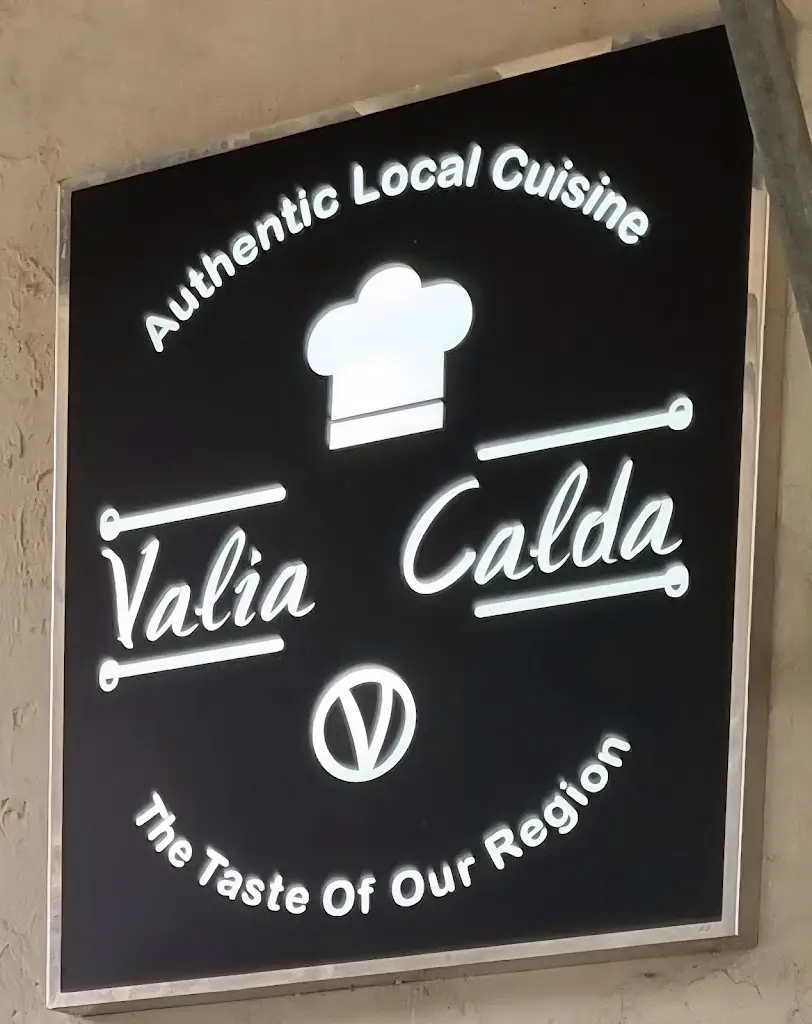 Authentic Local Cuisine
Valia Calda
V
The Taste Of Our Region